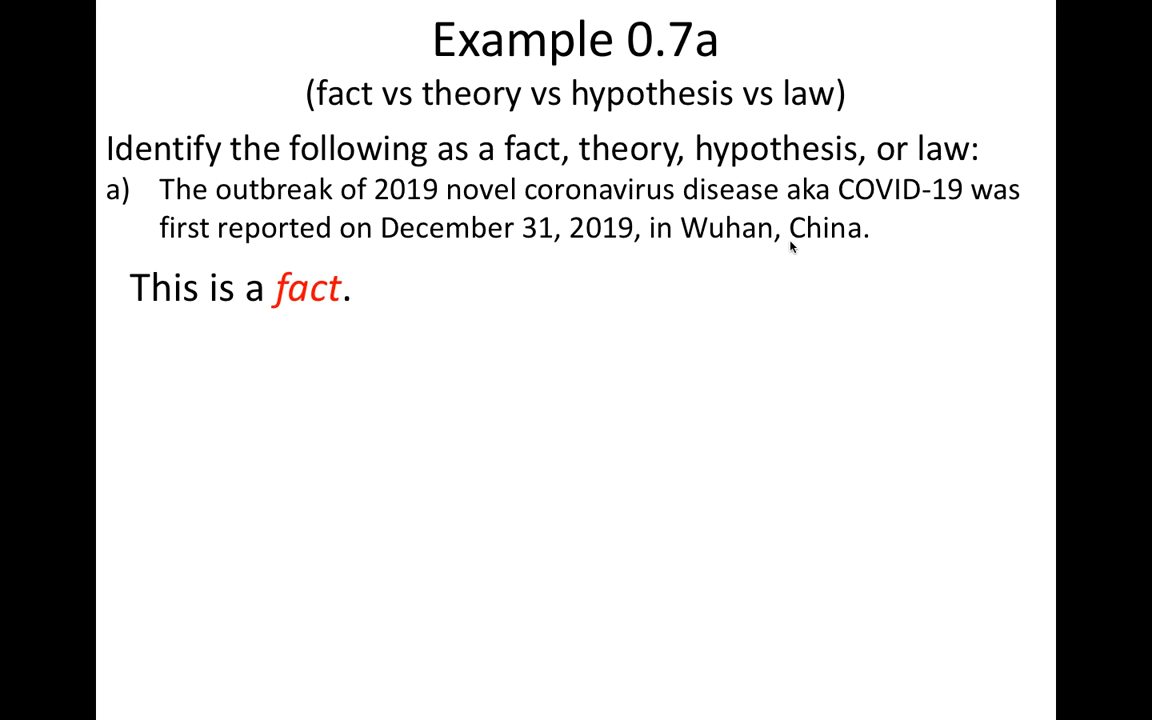 Example 0.7a
(fact vs theory vs hypothesis vs law)
Identify the following as a fact, theory, hypothesis, or law:
a) The outbreak of 2019 novel coronavirus disease aka COVID-19 was
first reported on December 31, 2019, in Wuhan, China.
This is a fact.